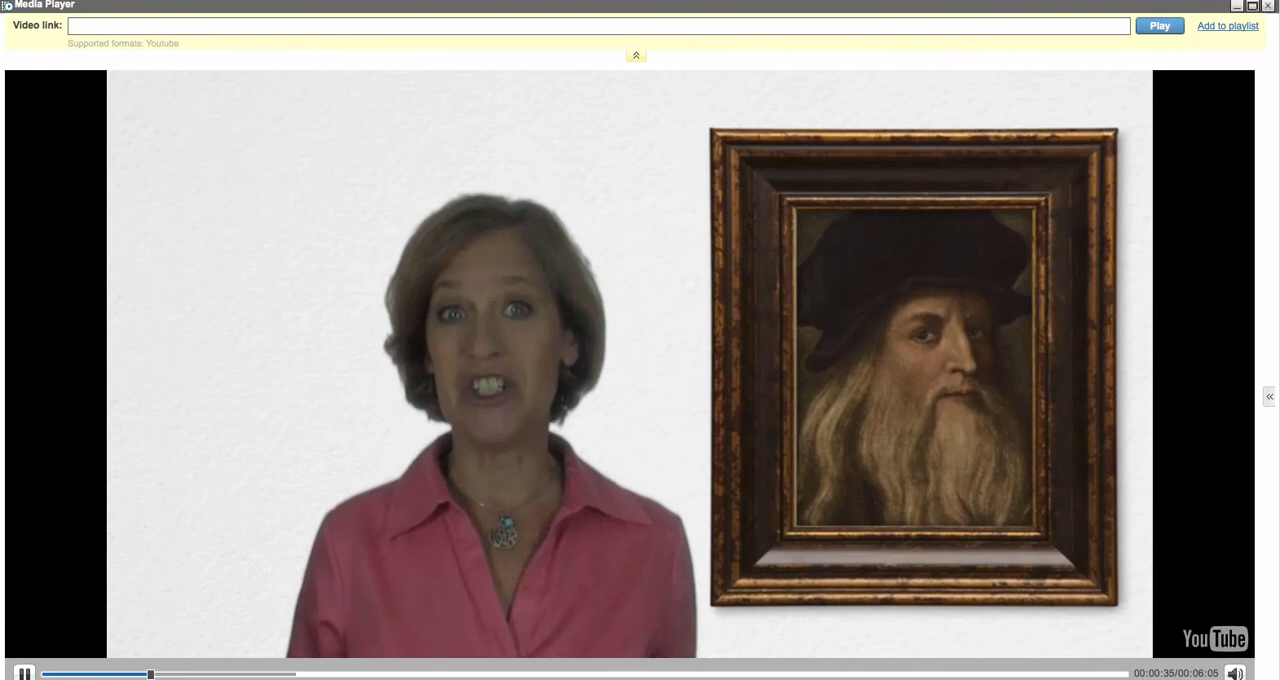 Media Player
Video link:
Play
Add to playlist
Supported formats: Youtube
YouTube
00:00:35/00:06:05